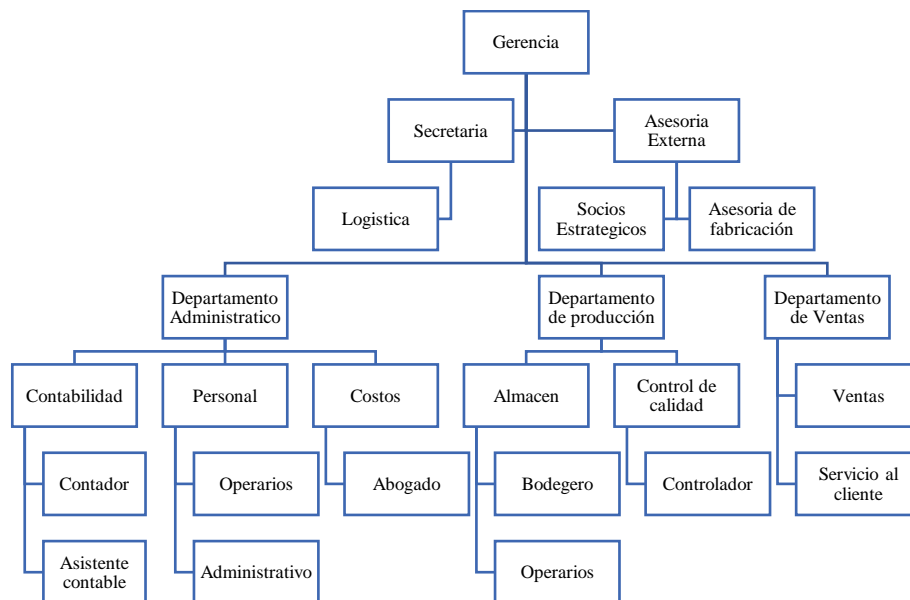 Gerencia
Secretaria
Asesoria
Externa
Logistica
Socios
Estrategicos
Asesoria de
fabricación
Departamento
Administratico
Departamento
de producción
Departamento
de Ventas
Contabilidad
Personal
Costos
Almacen
Control de
calidad
Ventas
Contador
Operarios
Abogado
Bodegero
Controlador
Servicio al
cliente
Asistente
contable
Administrativo
Operarios